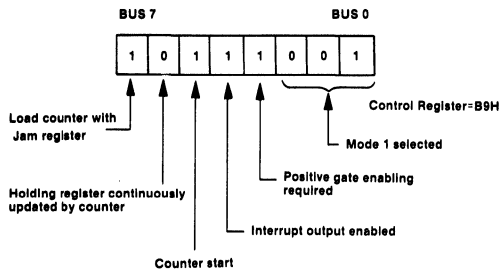 BUS 7 BUS 0
1 0 1 1 1 0 0 1
Load counter with
Jam register
Control Register=B9H
Mode 1 selected
Positive gate enabling
required
Holding register continuously
updated by counter
Interrupt output enabled
Counter start